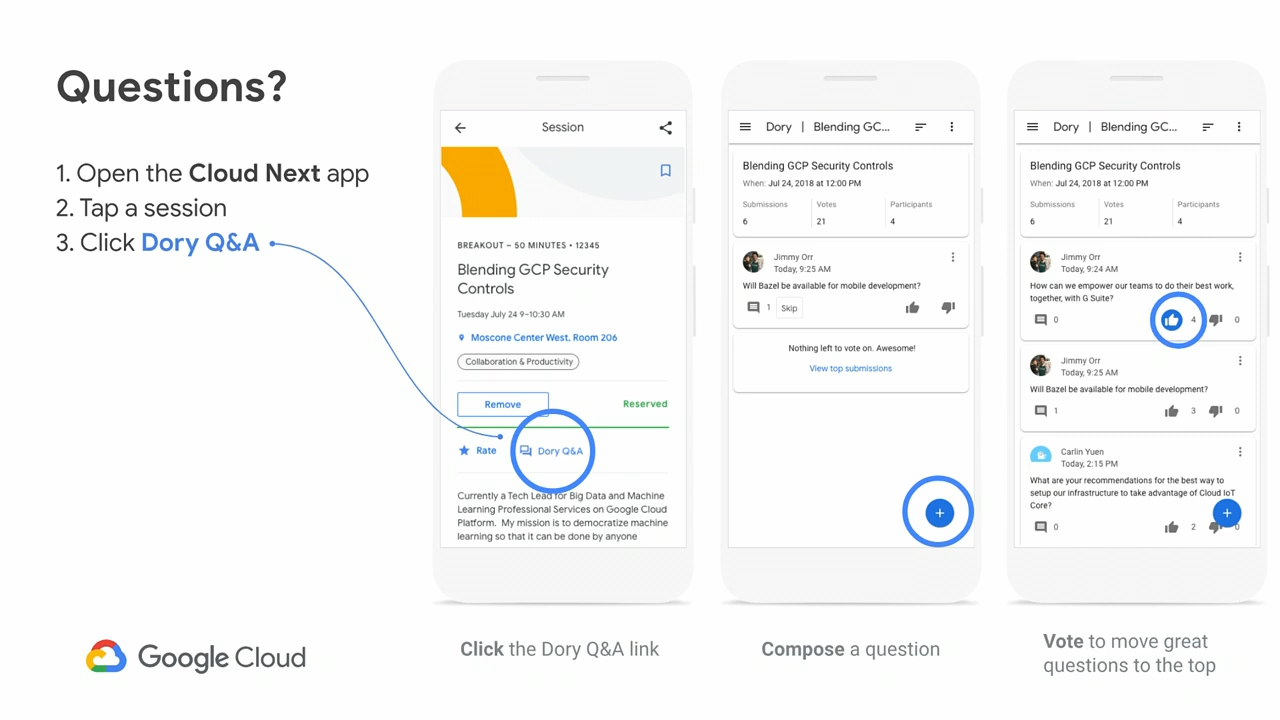 Questions?
1. Open the Cloud Next app
2. Tap a session
3. Click Dory Q&A
Session
BREAKOUT – 50 MINUTES • 12345
Blending GCP Security
Controls
Tuesday July 24 9–10:30 AM
Moscone Center West, Room 206
Collaboration & Productivity
Remove
Reserved
Rate
Dory Q&A
Currently a Tech Lead for Big Data and Machine
Learning Professional Services on Google Cloud
Platform. My mission is to democratize machine
learning so that it can be done by anyone
Click the Dory Q&A link
Dory | Blending GC...
Blending GCP Security Controls
When: Jul 24, 2018 at 12:00 PM
Submissions Votes Participants
6 21 4
Jimmy Orr
Today, 9:25 AM
Will Bazel be available for mobile development?
1 Skip
Nothing left to vote on. Awesome!
View top submissions
+
Compose a question
Dory | Blending GC...
Blending GCP Security Controls
When: Jul 24, 2018 at 12:00 PM
Submissions Votes Participants
6 21 4
Jimmy Orr
Today, 9:24 AM
How can we empower our teams to do their best work,
together, with G Suite?
0 4 0
Jimmy Orr
Today, 9:25 AM
Will Bazel be available for mobile development?
1 3 0
Carlin Yuen
Today, 2:15 PM
What are your recommendations for the best way to
setup our infrastructure to take advantage of Cloud IoT
Core?
+
0 2 0
Vote to move great
questions to the top
Google Cloud